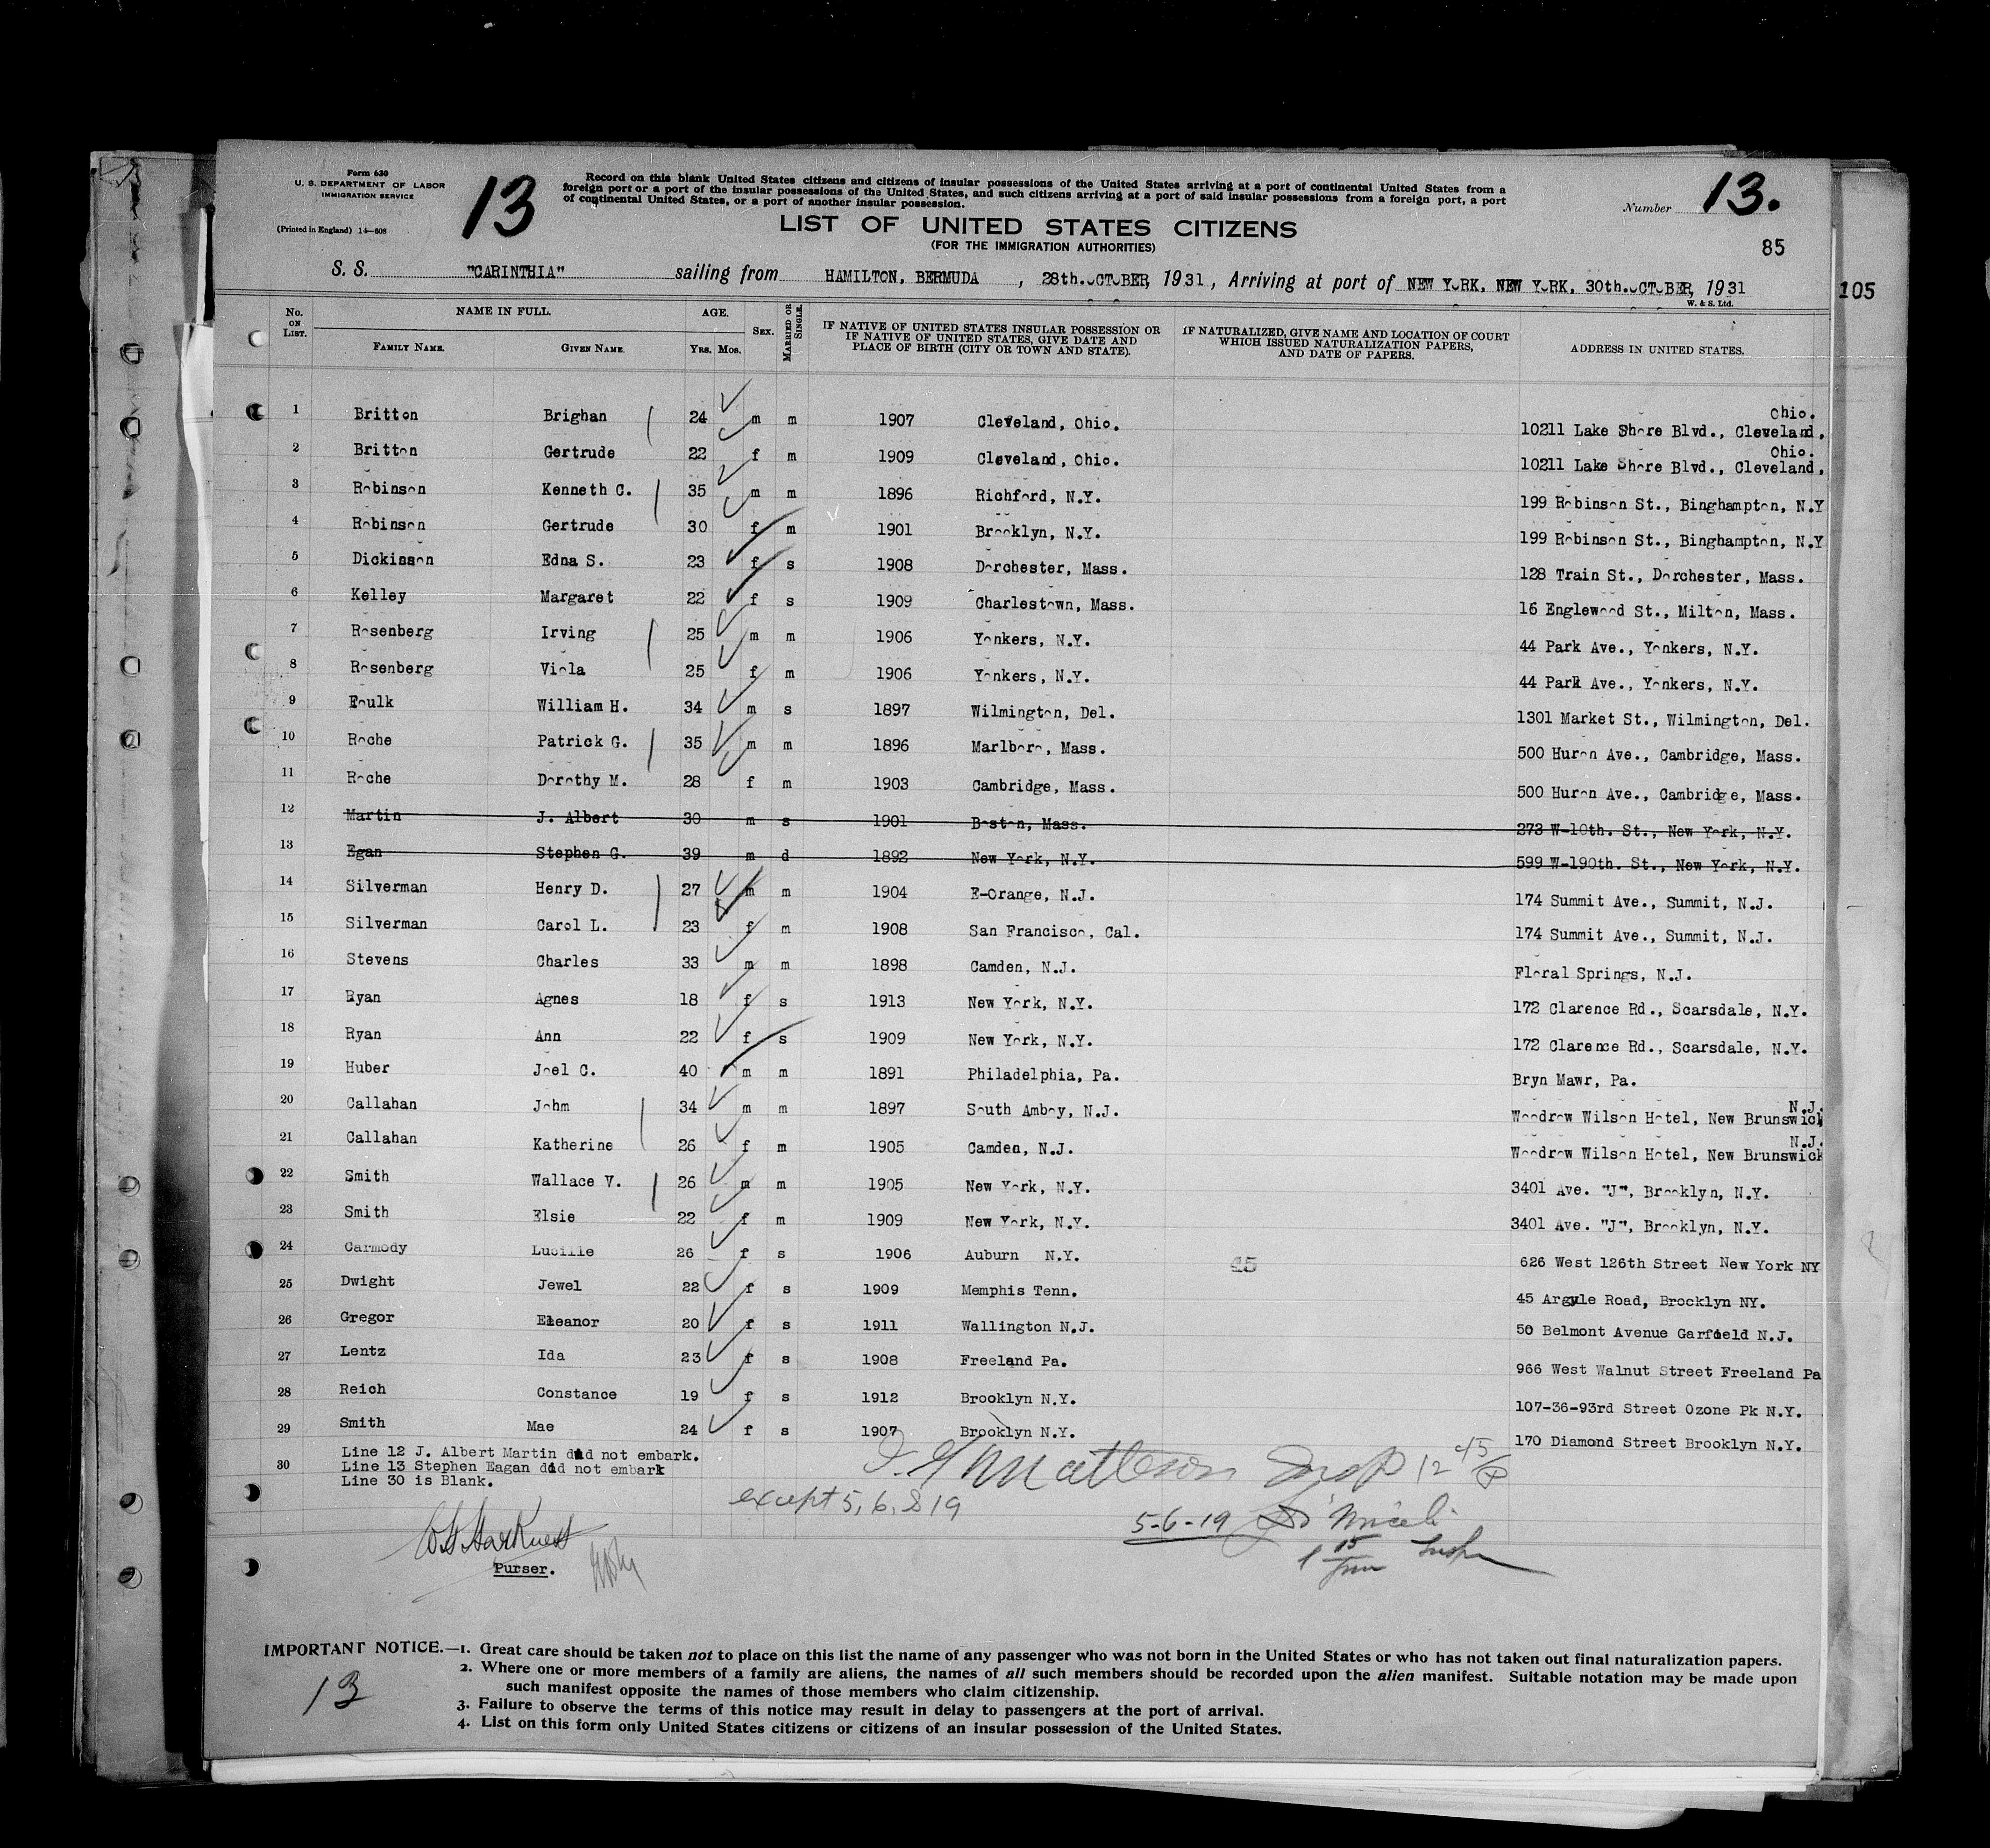 Form 630
U. S. DEPARTMENT OF LABOR
IMMIGRATION SERVICE
(Printed in England) 14—608
13
Record on this blank United States citizens and citizens of insular possessions of the United States arriving at a port of continental United States from a
foreign port or a port of the insular possessions of the United States, and such citizens arriving at a port of said insular possessions from a foreign port, a port
of continental United States, or a port of another insular possession.
LIST OF UNITED STATES CITIZENS
(FOR THE IMMIGRATION AUTHORITIES)
Number 13.
85
S. S. "CARINTHIA" sailing from HAMILTON, BERMUDA , 28th.OCTOBER, 1931, Arriving at port of NEW YORK, NEW YORK, 30th.OCTOBER, 1931
W. & S. Ltd.
105
No. ON LIST. NAME IN FULL. FAMILY NAME. GIVEN NAME. AGE. YRS. MOS. SEX. MARRIED OR SINGLE. IF NATIVE OF UNITED STATES INSULAR POSSESSION OR IF NATIVE OF UNITED STATES, GIVE DATE AND PLACE OF BIRTH (CITY OR TOWN AND STATE). IF NATURALIZED, GIVE NAME AND LOCATION OF COURT WHICH ISSUED NATURALIZATION PAPERS, AND DATE OF PAPERS. ADDRESS IN UNITED STATES.
1 Britton Brighan 24 m m 1907 Cleveland, Ohio. 10211 Lake Shore Blvd., Cleveland, Ohio.
2 Britton Gertrude 22 f m 1909 Cleveland, Ohio. 10211 Lake Shore Blvd., Cleveland, Ohio.
3 Robinson Kenneth C. 35 m m 1896 Richford, N.Y. 199 Robinson St., Binghampton, N.Y
4 Robinson Gertrude 30 f m 1901 Brooklyn, N.Y. 199 Robinson St., Binghampton, N.Y
5 Dickinson Edna S. 23 f s 1908 Dorchester, Mass. 128 Train St., Dorchester, Mass.
6 Kelley Margaret 22 f s 1909 Charlestown, Mass. 16 Englewood St., Milton, Mass.
7 Rosenberg Irving 25 m m 1906 Yonkers, N.Y. 44 Park Ave., Yonkers, N.Y.
8 Rosenberg Viola 25 f m 1906 Yonkers, N.Y. 44 Park Ave., Yonkers, N.Y.
9 Foulk William H. 34 m s 1897 Wilmington, Del. 1301 Market St., Wilmington, Del.
10 Roche Patrick G. 35 m m 1896 Marlboro, Mass. 500 Huron Ave., Cambridge, Mass.
11 Roche Dorothy M. 28 f m 1903 Cambridge, Mass. 500 Huron Ave., Cambridge, Mass.
12 Martin J. Albert 30 m s 1901 Boston, Mass. 273 W-10th. St., New York, N.Y.
13 Egan Stephen G. 39 m d 1892 New York, N.Y. 599 W-190th. St., New York, N.Y.
14 Silverman Henry D. 27 m m 1904 E-Orange, N.J. 174 Summit Ave., Summit, N.J.
15 Silverman Carol L. 23 f m 1908 San Francisco, Cal. 174 Summit Ave., Summit, N.J.
16 Stevens Charles 33 m m 1898 Camden, N.J. Floral Springs, N.J.
17 Ryan Agnes 18 f s 1913 New York, N.Y. 172 Clarence Rd., Scarsdale, N.Y.
18 Ryan Ann 22 f s 1909 New York, N.Y. 172 Clarence Rd., Scarsdale, N.Y.
19 Huber Joel C. 40 m m 1891 Philadelphia, Pa. Bryn Mawr, Pa.
20 Callahan John 34 m m 1897 South Amboy, N.J. Woodrow Wilson Hotel, New Brunswick N.J.
21 Callahan Katherine 26 f m 1905 Camden, N.J. Woodrow Wilson Hotel, New Brunswick N.J.
22 Smith Wallace V. 26 m m 1905 New York, N.Y. 3401 Ave. "J", Brooklyn, N.Y.
23 Smith Elsie 22 f m 1909 New York, N.Y. 3401 Ave. "J", Brooklyn, N.Y.
24 Carmody Lucille 26 f s 1906 Auburn N.Y. 45 626 West 126th Street New York NY
25 Dwight Jewel 22 f s 1909 Memphis Tenn. 45 Argyle Road, Brocklyn NY.
26 Gregor Eleanor 20 f s 1911 Wallington N.J. 50 Belmont Avenue Garfield N.J.
27 Lentz Ida 23 f s 1908 Freeland Pa. 966 West Walnut Street Freeland Pa
28 Reich Constance 19 f s 1912 Brooklyn N.Y. 107-36-93rd Street Ozone Pk N.Y.
29 Smith Mae 24 f s 1907 Brooklyn N.Y. 170 Diamond Street Brooklyn N.Y.
30 Line 12 J. Albert Martin did not embark.
Line 13 Stephen Eagan did not embark
Line 30 is Blank.
Matteson Insp 12 45
except 5, 6, & 19
5-6-19 Miceli
1 15
Purser.
IMPORTANT NOTICE.—1. Great care should be taken not to place on this list the name of any passenger who was not born in the United States or who has not taken out final naturalization papers.
2. Where one or more members of a family are aliens, the names of all such members should be recorded upon the alien manifest. Suitable notation may be made upon
such manifest opposite the names of those members who claim citizenship.
3. Failure to observe the terms of this notice may result in delay to passengers at the port of arrival.
4. List on this form only United States citizens or citizens of an insular possession of the United States.
13